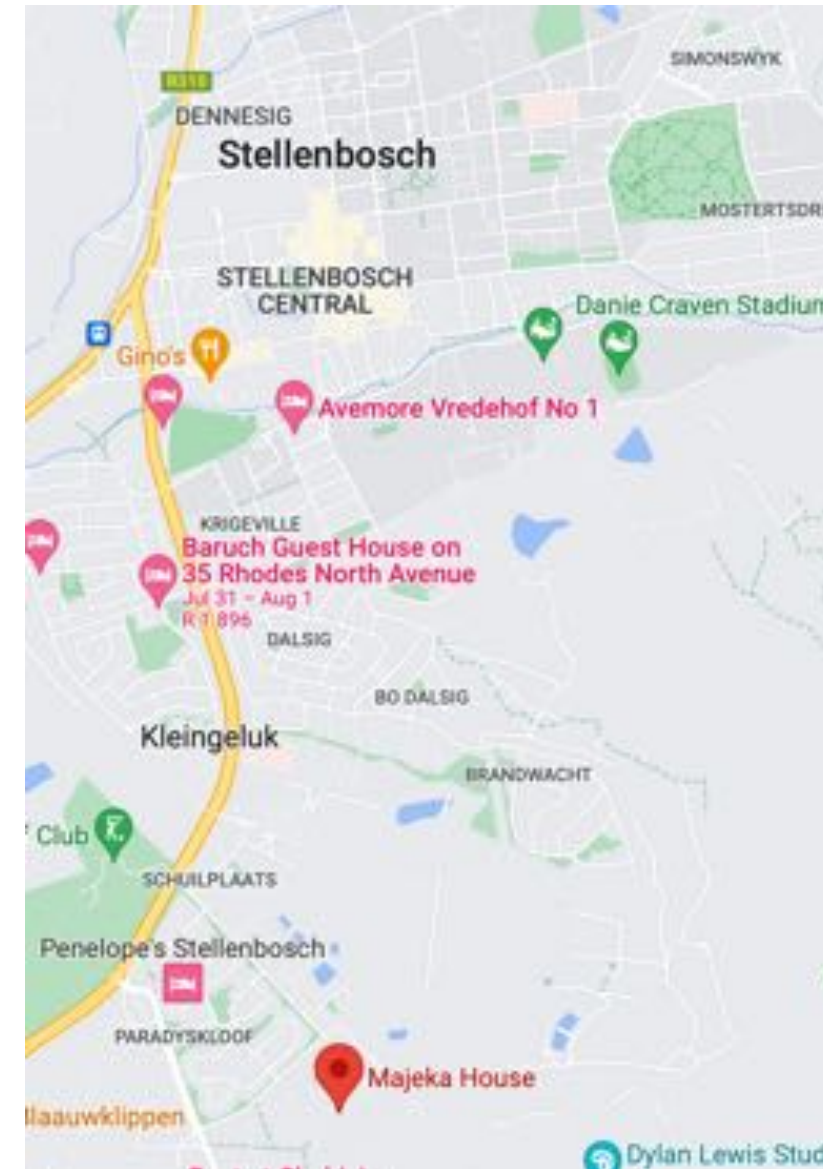 SIMONSWYK
R310
DENNESIG
Stellenbosch
MOSTERTSDR
STELLENBOSCH
CENTRAL
Danie Craven Stadium
Gino's
Avemore Vredehof No 1
KRIGEVILLE
Baruch Guest House on
35 Rhodes North Avenue
Jul 31 – Aug 1
R 1 896
DALSIG
BO DALSIG
Kleingeluk
BRANDWACHT
Club
SCHUILPLAATS
Penelope's Stellenbosch
PARADYSKLOOF
Majeka House
Blaauwklippen
Dylan Lewis Stud